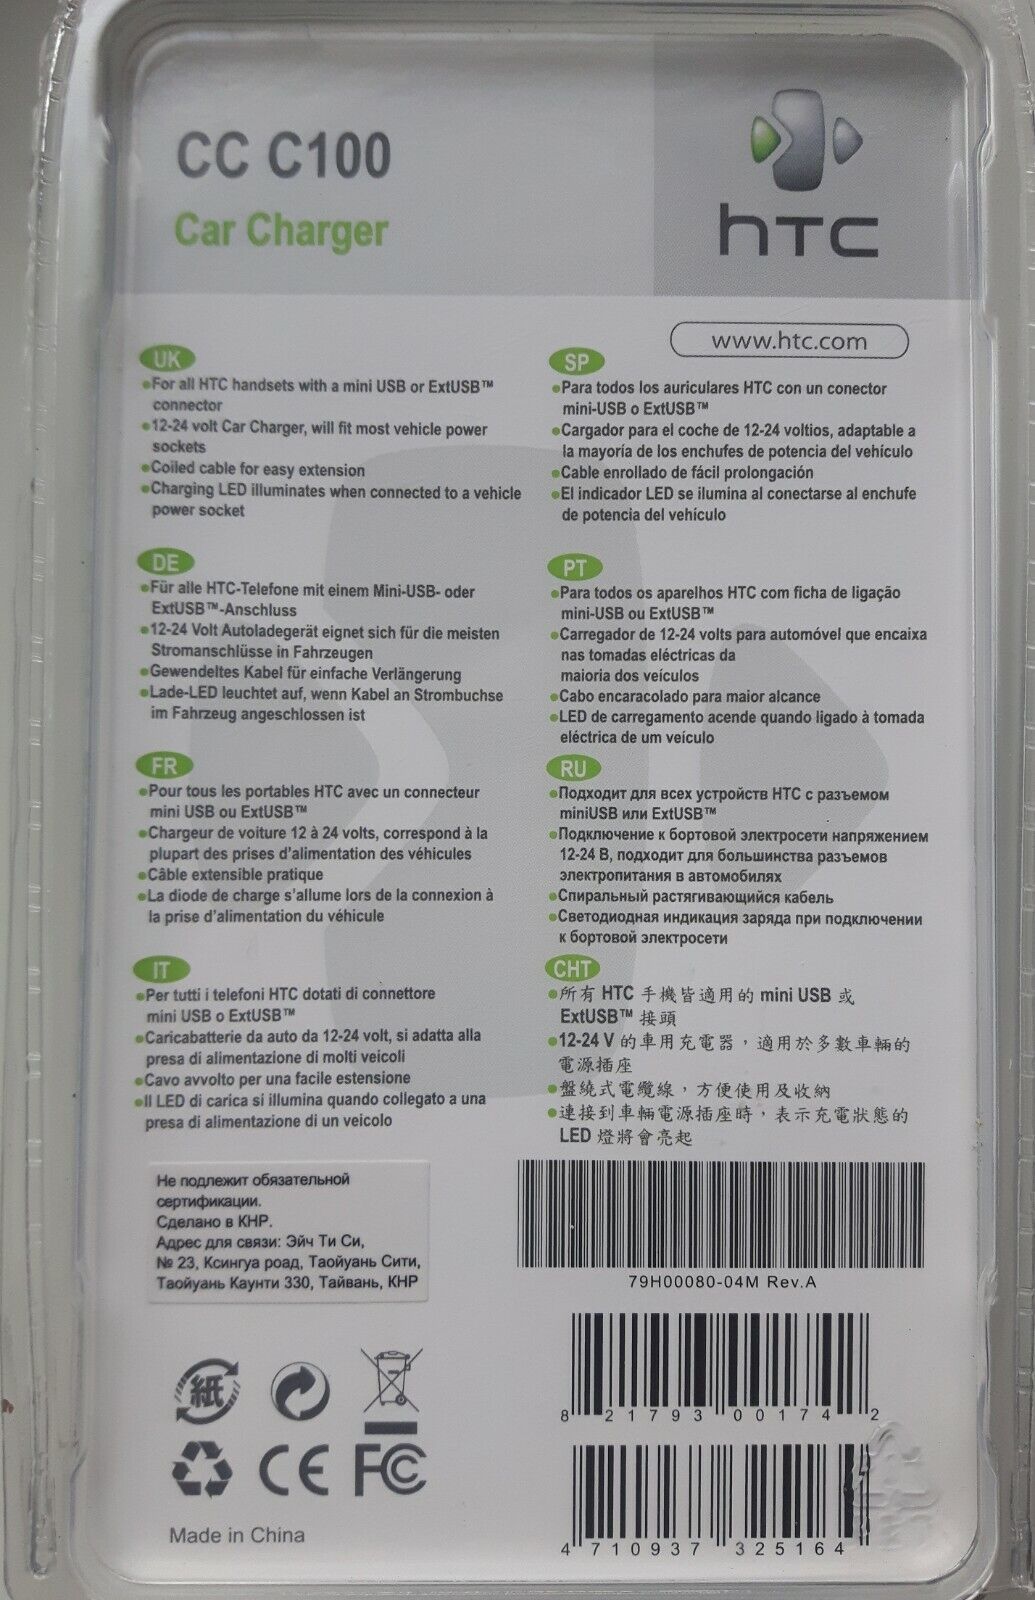 CC C100
Car Charger
hTC
www.htc.com
UK
•For all HTC handsets with a mini USB or ExtUSB™
connector
•12-24 volt Car Charger, will fit most vehicle power
sockets
•Coiled cable for easy extension
•Charging LED illuminates when connected to a vehicle
power socket
DE
•Für alle HTC-Telefone mit einem Mini-USB- oder
ExtUSB™-Anschluss
•12-24 Volt Autoladegerät eignet sich für die meisten
Stromanschlüsse in Fahrzeugen
•Gewendeltes Kabel für einfache Verlängerung
•Lade-LED leuchtet auf, wenn Kabel an Strombuchse
im Fahrzeug angeschlossen ist
FR
•Pour tous les portables HTC avec un connecteur
mini USB ou ExtUSB™
•Chargeur de voiture 12 à 24 volts, correspond à la
plupart des prises d'alimentation des véhicules
•Câble extensible pratique
•La diode de charge s'allume lors de la connexion à
la prise d'alimentation du véhicule
IT
•Per tutti i telefoni HTC dotati di connettore
mini USB o ExtUSB™
•Caricabatterie da auto da 12-24 volt, si adatta alla
presa di alimentazione di molti veicoli
•Cavo avvolto per una facile estensione
•Il LED di carica si illumina quando collegato a una
presa di alimentazione di un veicolo
SP
•Para todos los auriculares HTC con un conector
mini-USB o ExtUSB™
•Cargador para el coche de 12-24 voltios, adaptable a
la mayoría de los enchufes de potencia del vehículo
•Cable enrollado de fácil prolongación
•El indicador LED se ilumina al conectarse al enchufe
de potencia del vehículo
PT
•Para todos os aparelhos HTC com ficha de ligação
mini-USB ou ExtUSB™
•Carregador de 12-24 volts para automóvel que encaixa
nas tomadas eléctricas da
maioria dos veículos
•Cabo encaracolado para maior alcance
•LED de carregamento acende quando ligado à tomada
eléctrica de um veículo
RU
•Подходит для всех устройств HTC с разъемом
miniUSB или ExtUSB™
•Подключение к бортовой электросети напряжением
12-24 В, подходит для большинства разъемов
электропитания в автомобилях
•Спиральный растягивающийся кабель
•Светодиодная индикация заряда при подключении
к бортовой электросети
CHT
•所有 HTC 手機皆適用的 mini USB 或
ExtUSB™ 接頭
•12-24 V 的車用充電器，適用於多數車輛的
電源插座
•盤繞式電纜線，方便使用及收納
•連接到車輛電源插座時，表示充電狀態的
LED 燈將會亮起
Не подлежит обязательной
сертификации.
Сделано в КНР.
Адрес для связи: Эйч Ти Си,
№ 23, Ксингуа роад, Таойуань Сити,
Таойуань Каунти 330, Тайвань, КНР
79H00080-04M Rev.A
8 21793 00174 2
4 710937 325164
紙
CE FC
Made in China